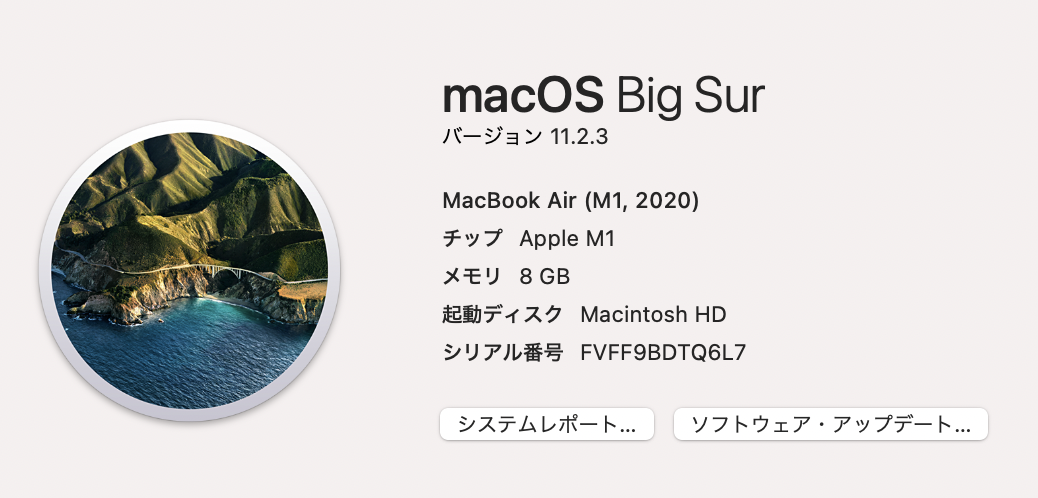 macOS Big Sur
バージョン 11.2.3
MacBook Air (M1, 2020)
チップ Apple M1
メモリ 8 GB
起動ディスク Macintosh HD
シリアル番号 FVFF9BDTQ6L7
システムレポート...
ソフトウェア・アップデート...